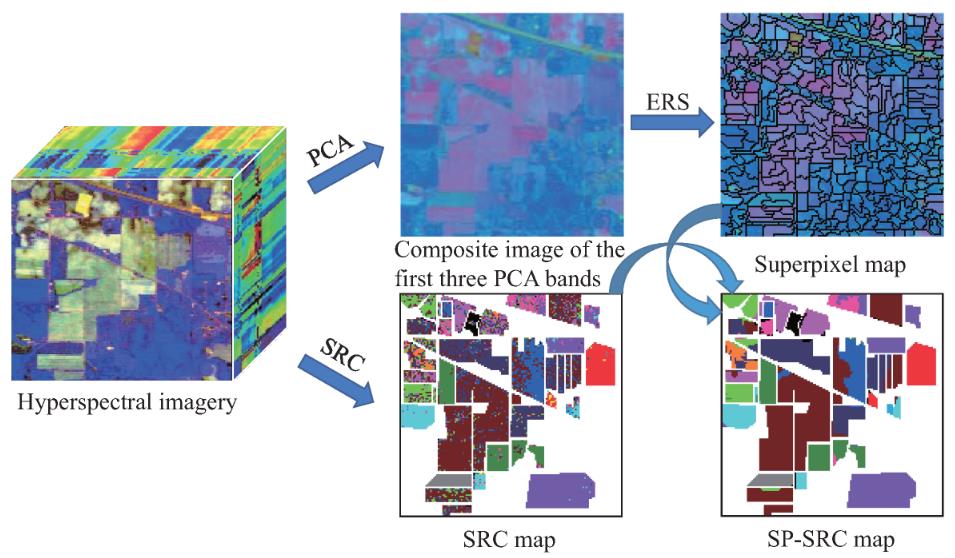 PCA
ERS
Composite image of the
first three PCA bands
Superpixel map
SRC
Hyperspectral imagery
SRC map
SP-SRC map